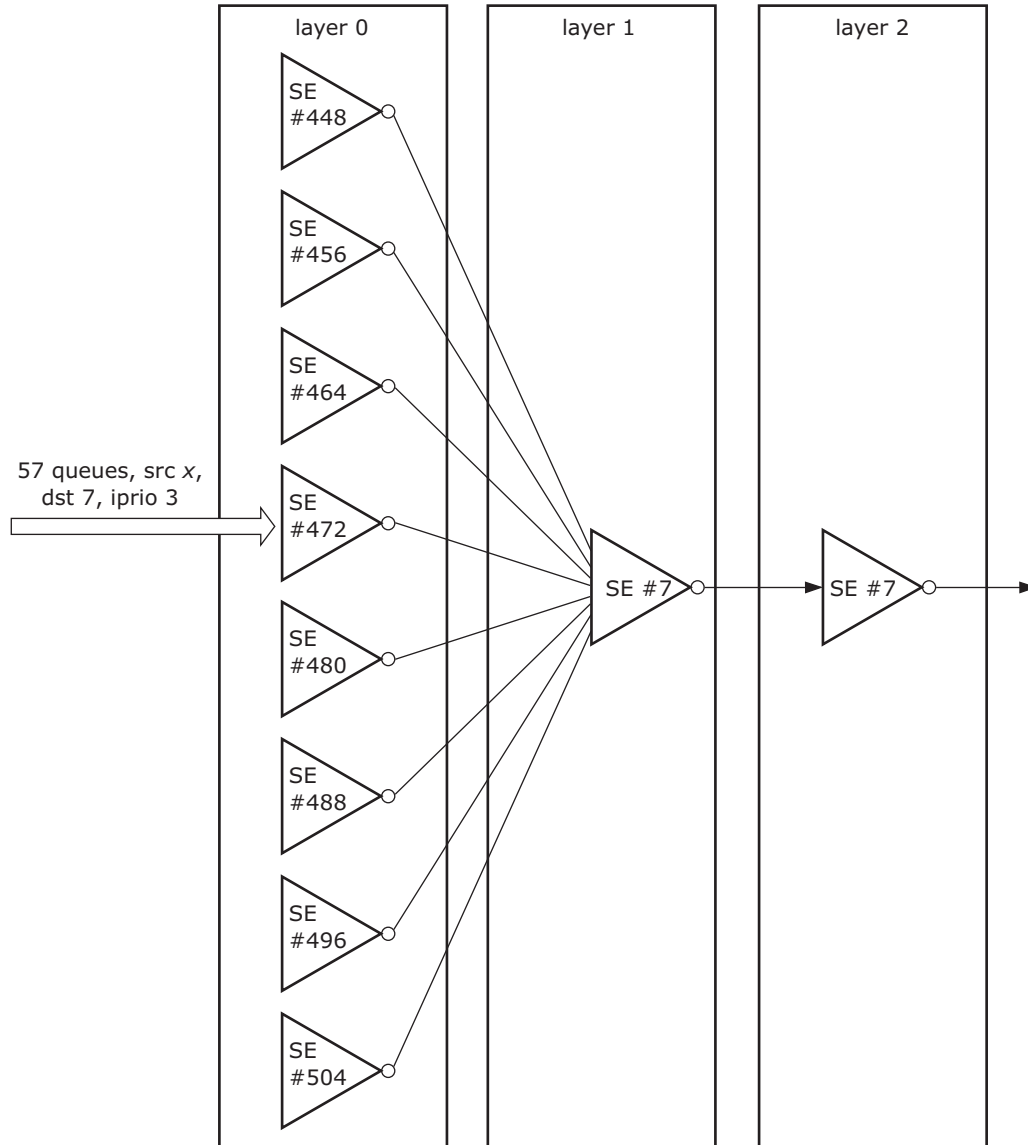 layer 0
layer 1
layer 2
SE
#448
SE
#456
SE
#464
57 queues, src x,
dst 7, iprio 3
SE
#472
SE #7
SE #7
SE
#480
SE
#488
SE
#496
SE
#504